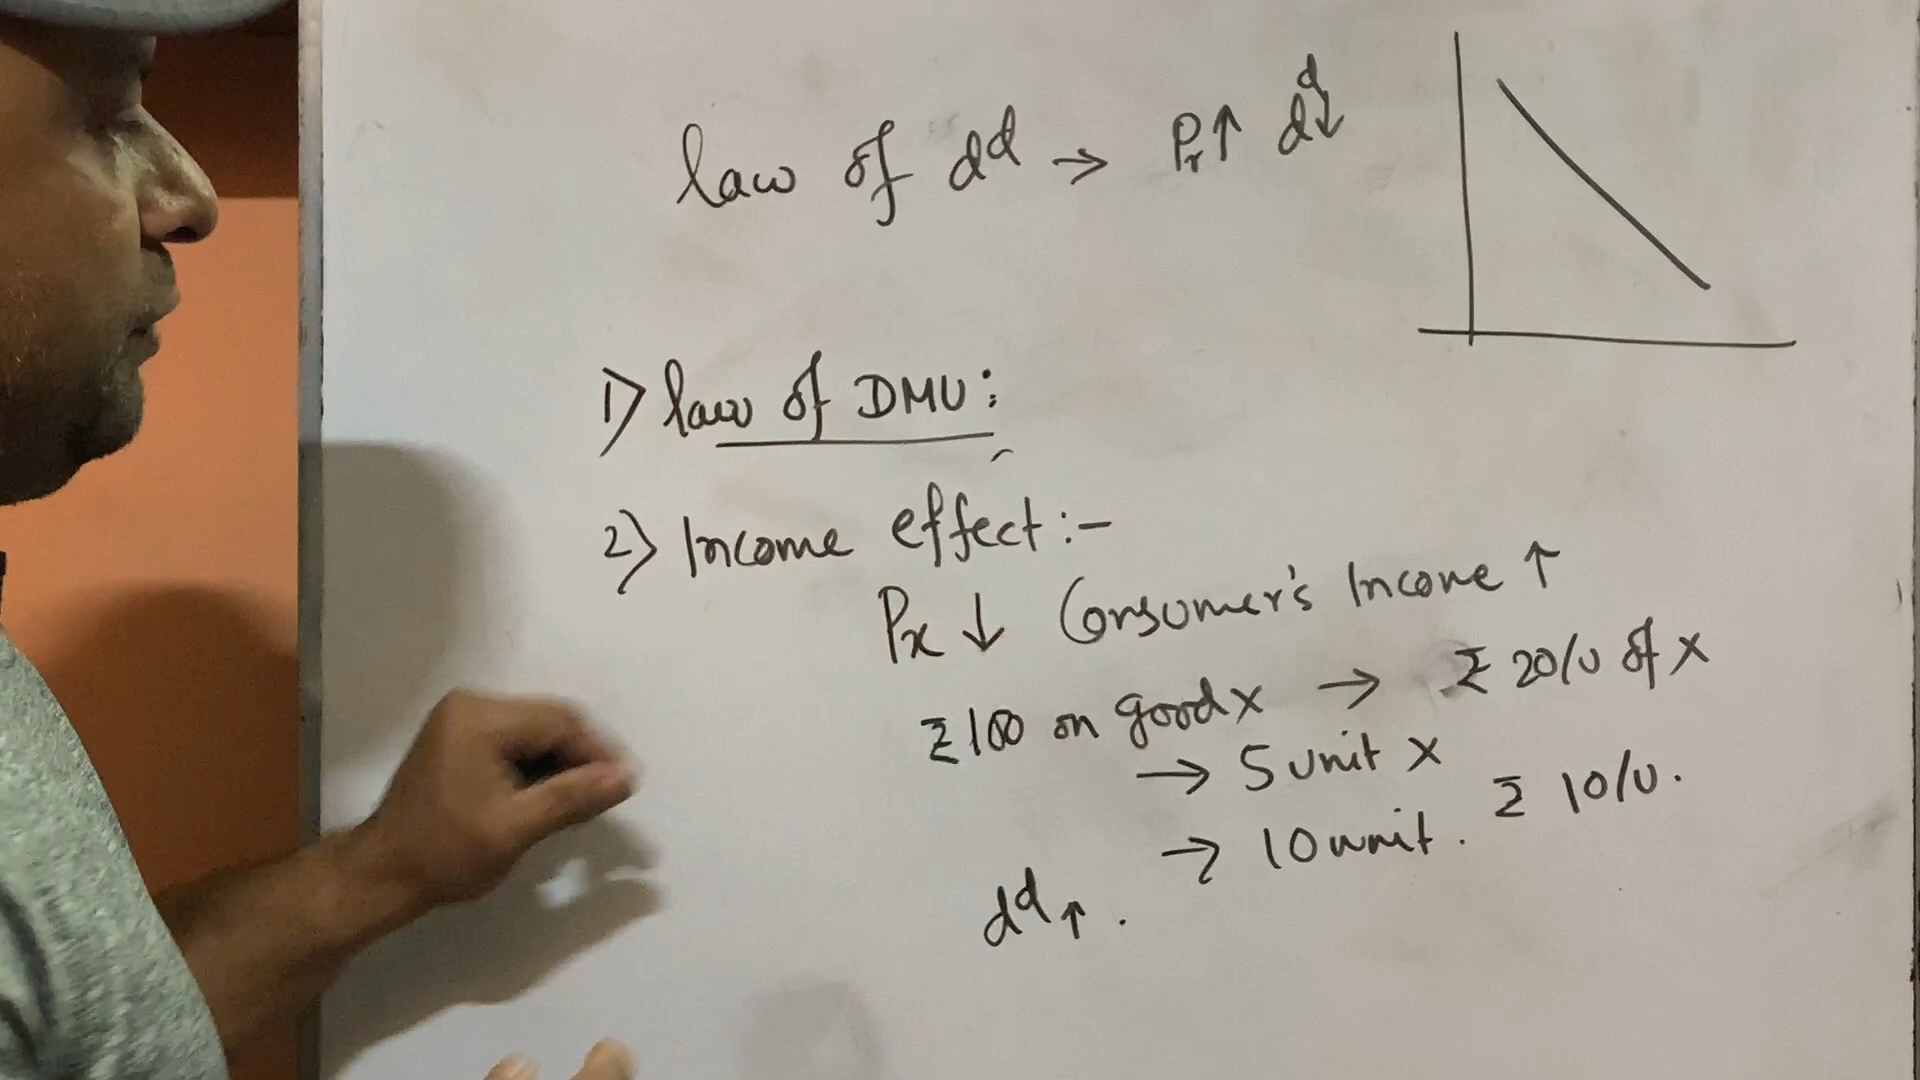 law of dd → Pr↑ dd↓
1) law of DMU:
2) Income effect :-
Px ↓ Consumer's Income ↑
₹100 on good x → ₹ 20/u of x
→ 5 unit x
→ 10 unit. ₹ 10/u.
dd↑.